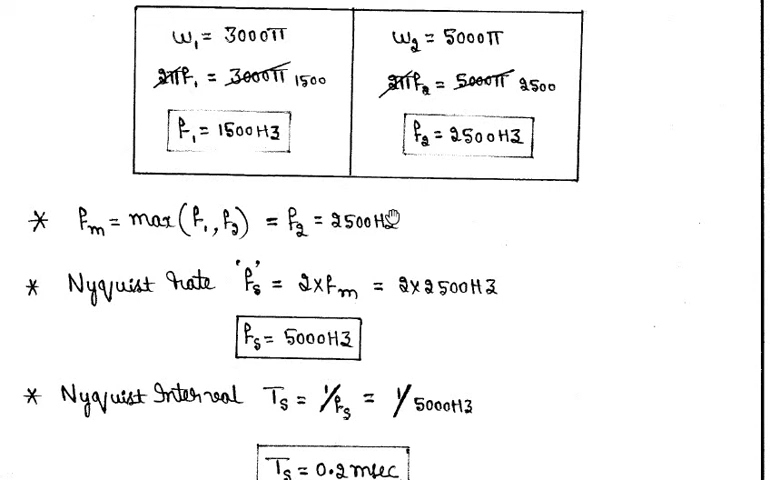 ω₁ = 3000π
2πf₁ = 3000π 1500
f₁ = 1500Hz
ω₂ = 5000π
2πf₂ = 5000π 2500
f₂ = 2500Hz
* fm = max(f₁, f₂) = f₂ = 2500Hz
* Nyquist rate 'fs' = 2×fm = 2×2500Hz
fs = 5000Hz
* Nyquist Interval Ts = 1/fs = 1/5000Hz
Ts = 0.2msec